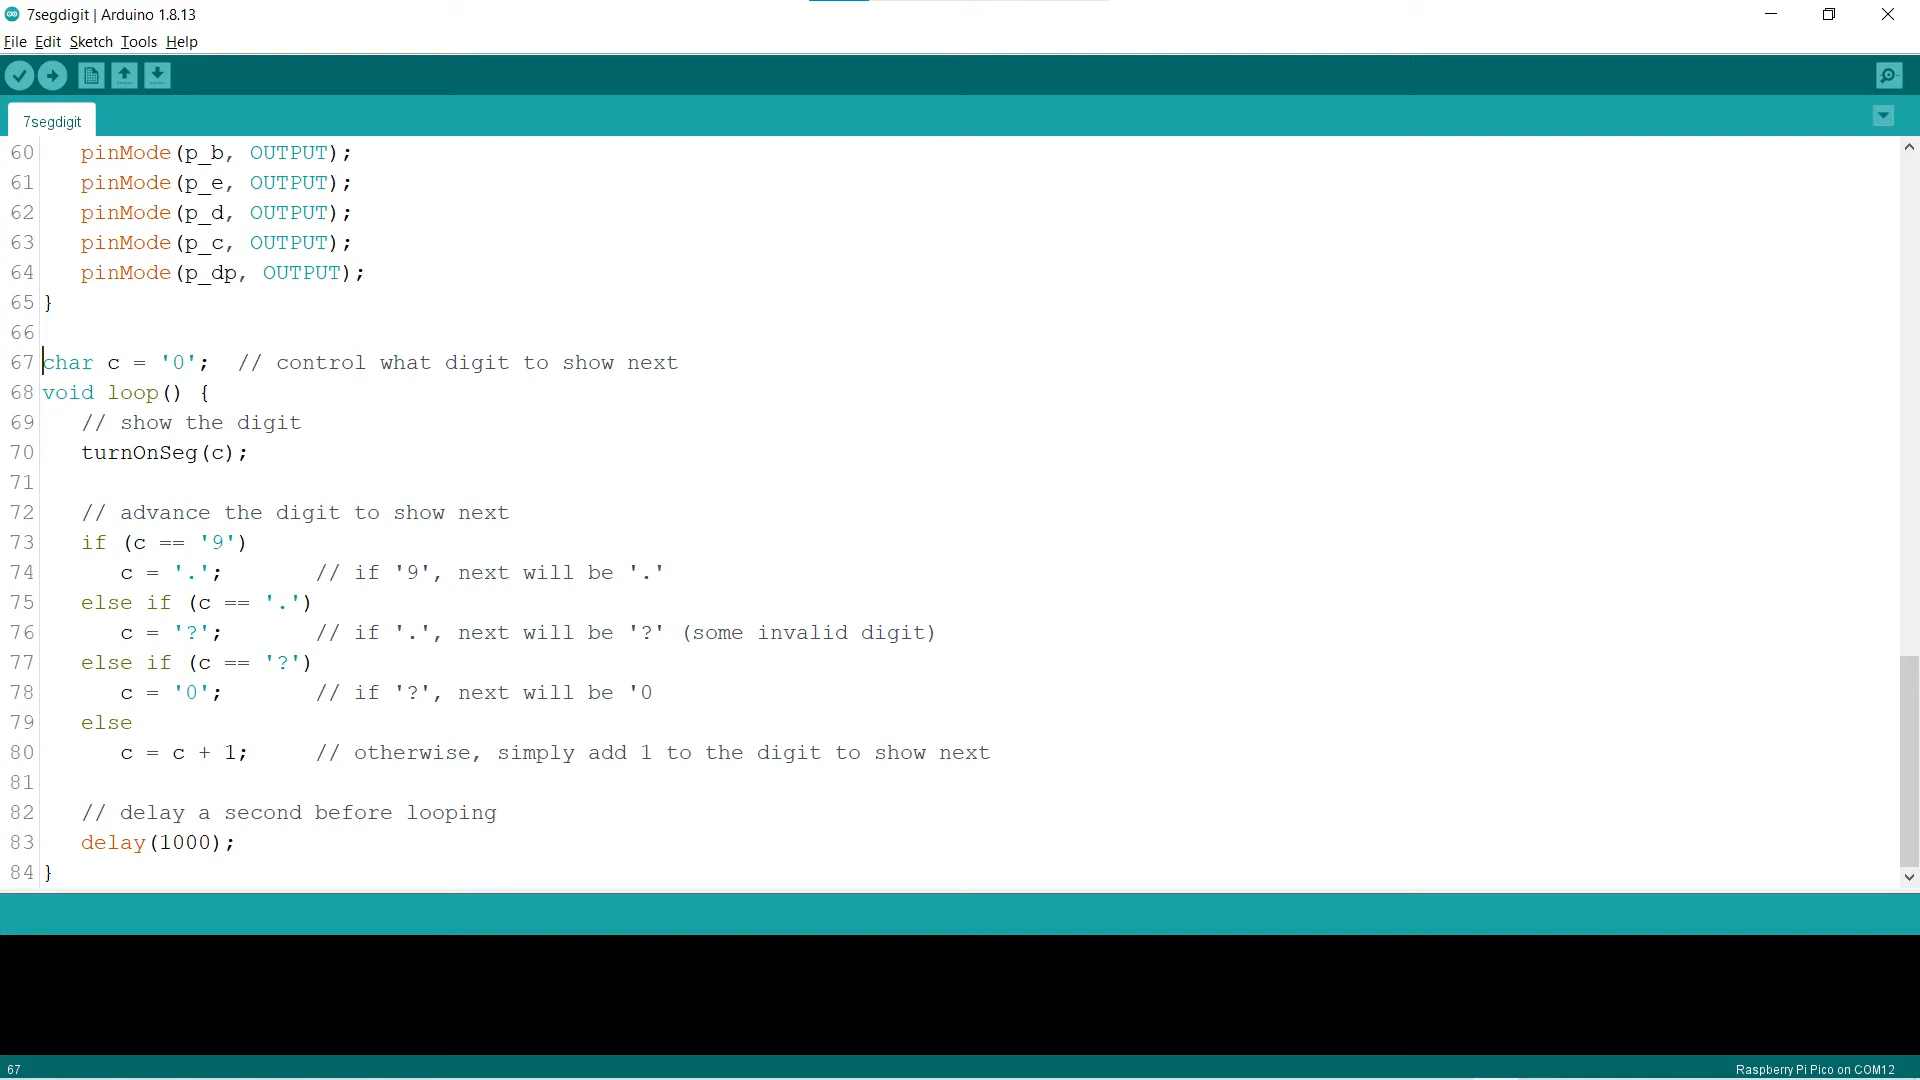 7segdigit | Arduino 1.8.13
File Edit Sketch Tools Help
7segdigit
60 pinMode(p_b, OUTPUT);
61 pinMode(p_e, OUTPUT);
62 pinMode(p_d, OUTPUT);
63 pinMode(p_c, OUTPUT);
64 pinMode(p_dp, OUTPUT);
65 }
66
67 char c = '0';  // control what digit to show next
68 void loop() {
69 // show the digit
70 turnOnSeg(c);
71
72 // advance the digit to show next
73 if (c == '9')
74 c = '.';       // if '9', next will be '.'
75 else if (c == '.')
76 c = '?';       // if '.', next will be '?' (some invalid digit)
77 else if (c == '?')
78 c = '0';       // if '?', next will be '0
79 else
80 c = c + 1;     // otherwise, simply add 1 to the digit to show next
81
82 // delay a second before looping
83 delay(1000);
84 }
67
Raspberry Pi Pico on COM12